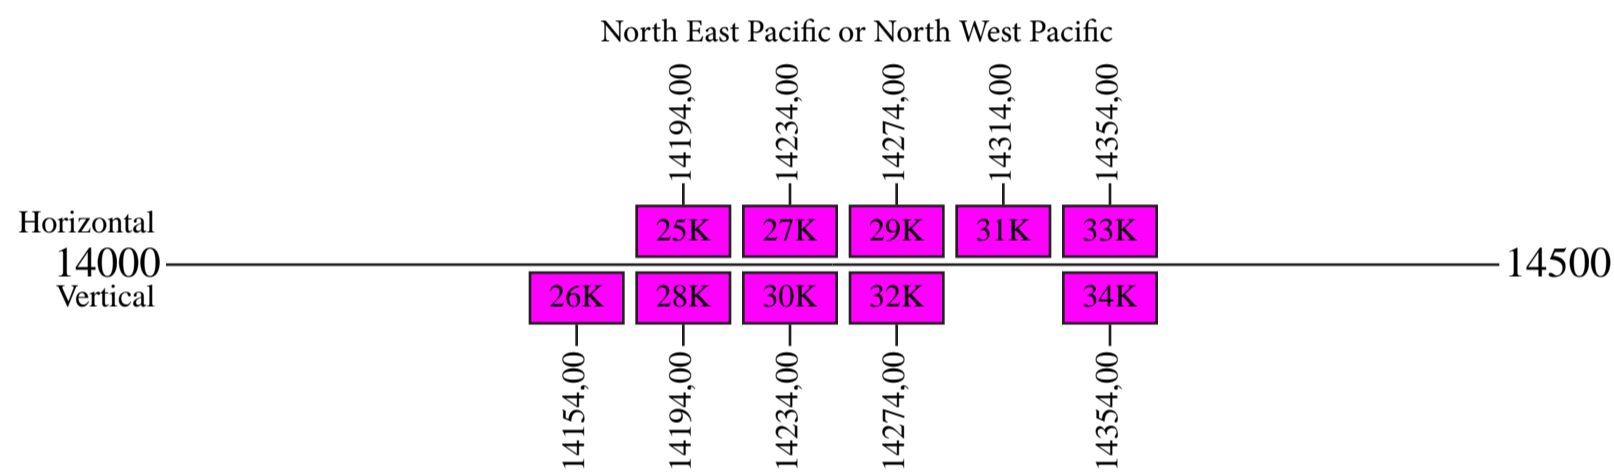 North East Pacific or North West Pacific
14194,00 14234,00 14274,00 14314,00 14354,00
Horizontal 25K 27K 29K 31K 33K
14000 14500
Vertical 26K 28K 30K 32K 34K
14154,00 14194,00 14234,00 14274,00 14354,00